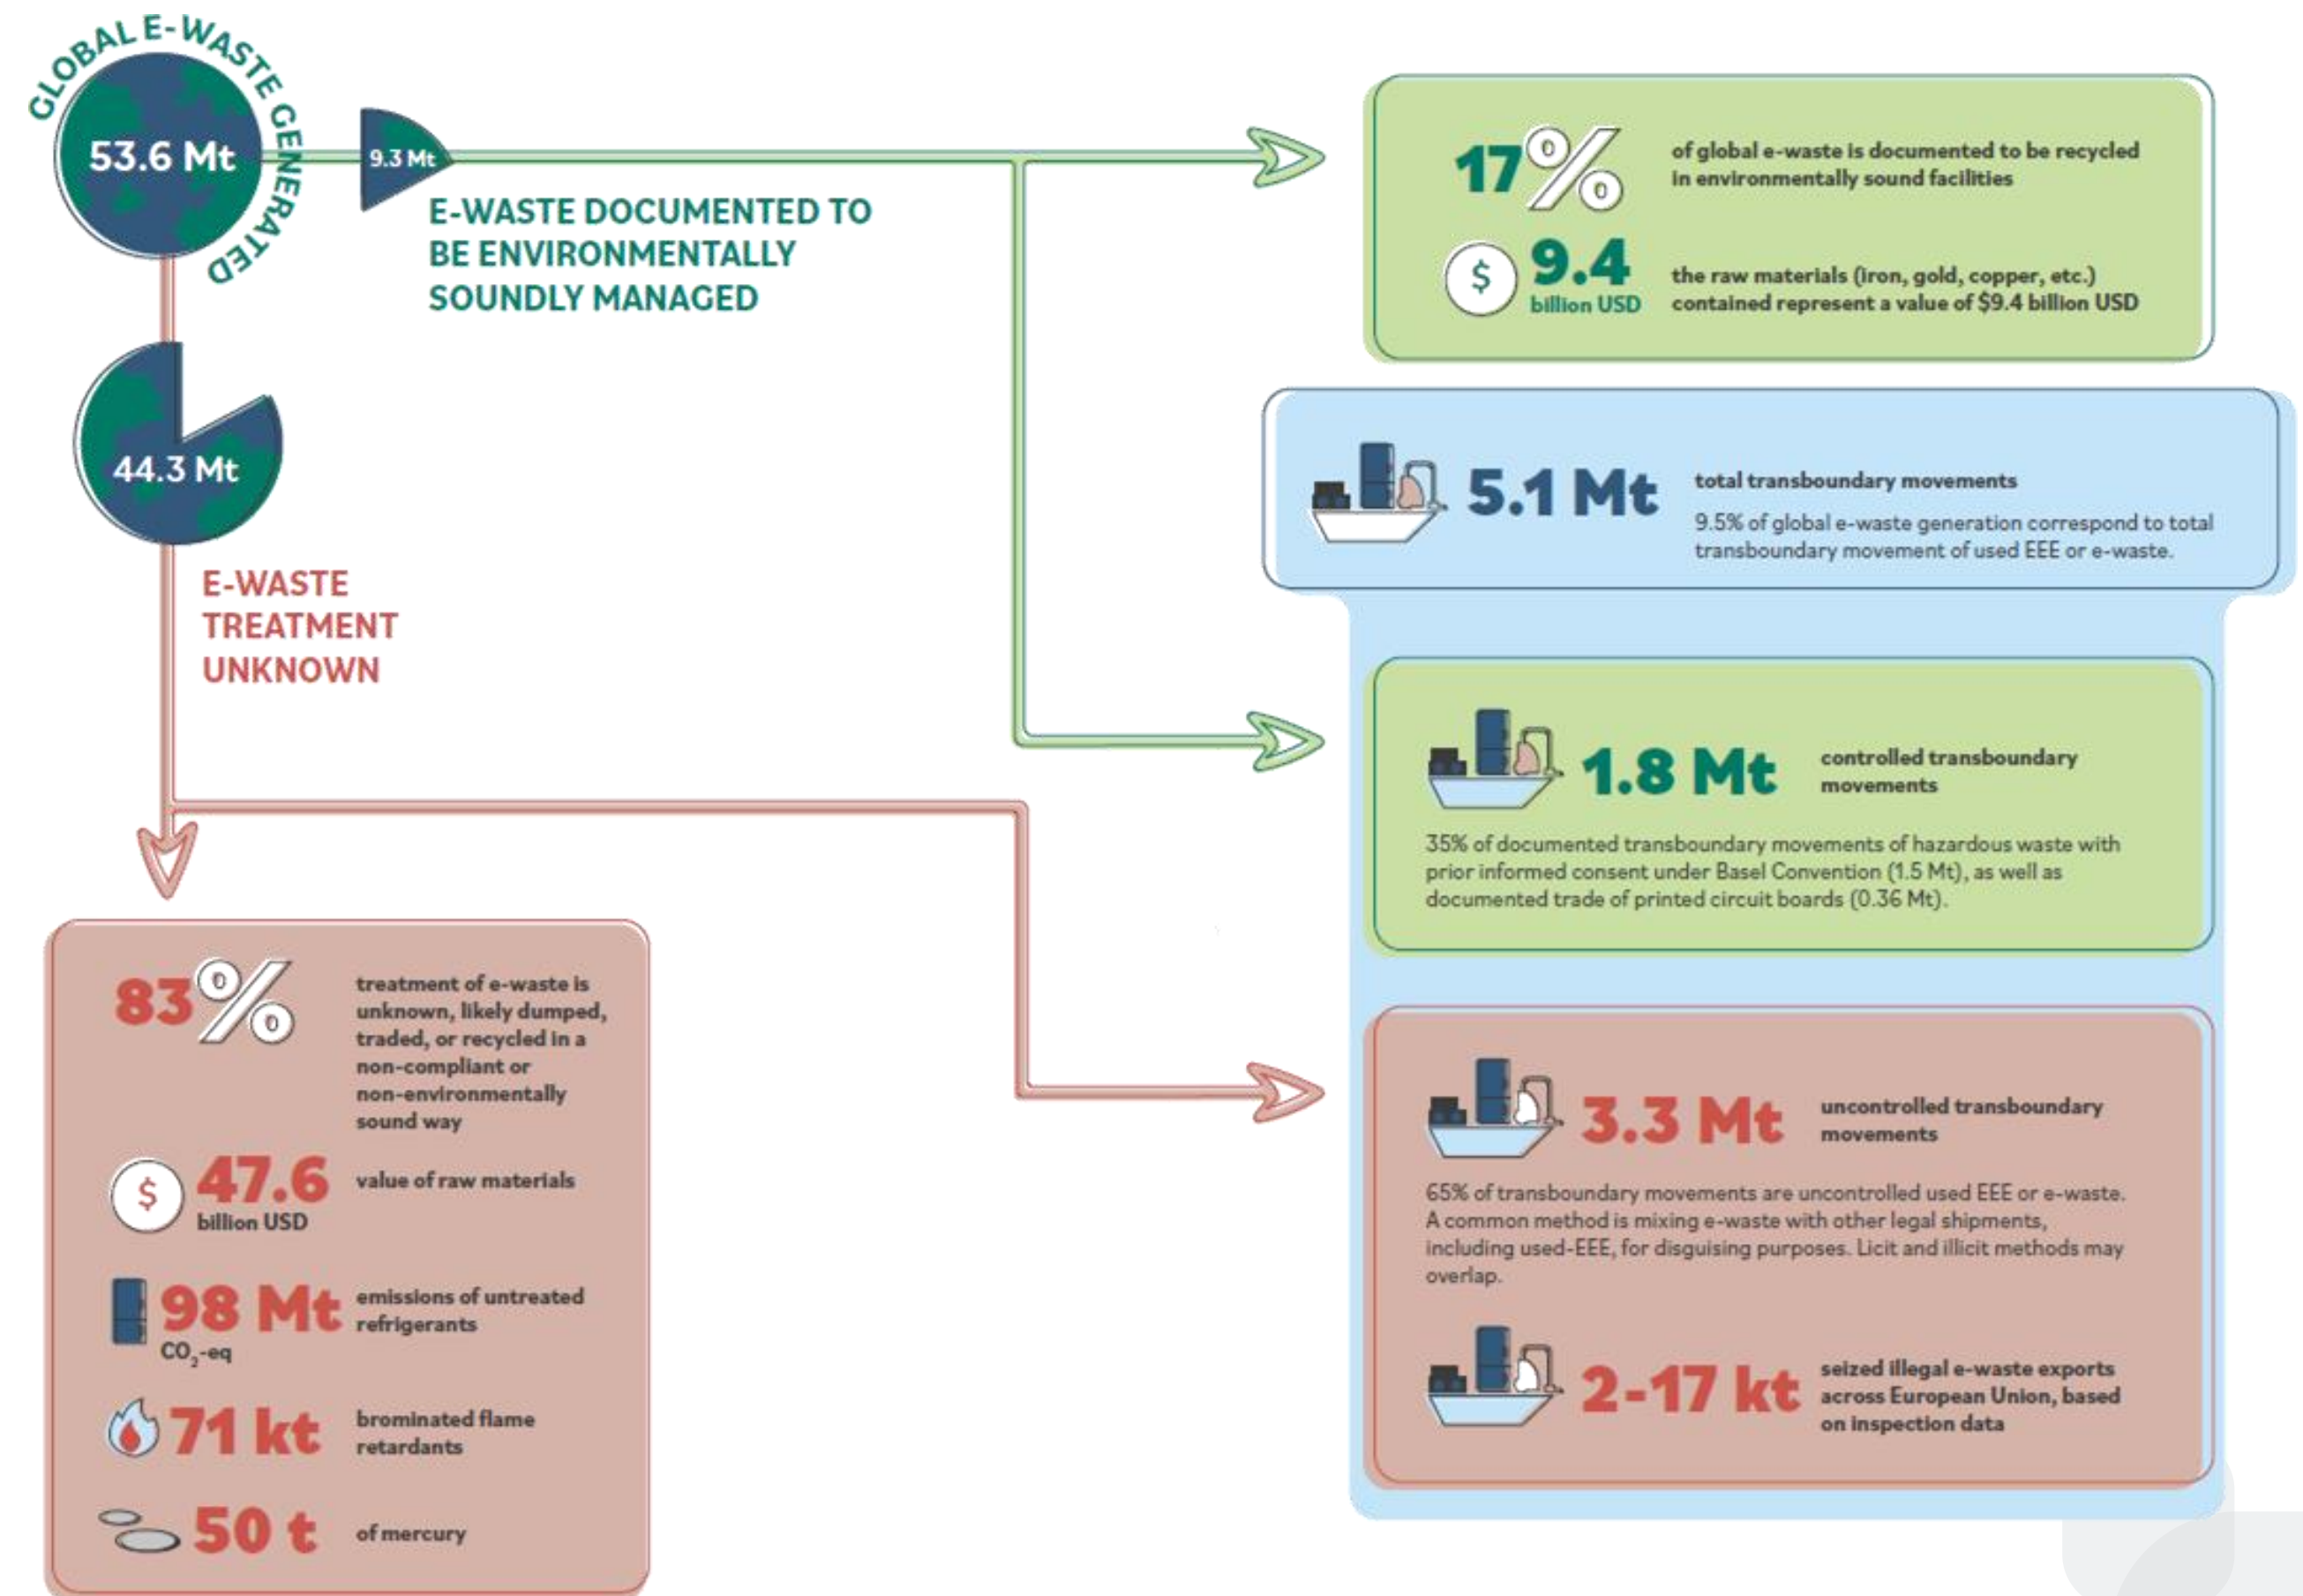 GLOBAL E-WASTE GENERATED
53.6 Mt
9.3 Mt
E-WASTE DOCUMENTED TO
BE ENVIRONMENTALLY
SOUNDLY MANAGED
44.3 Mt
E-WASTE
TREATMENT
UNKNOWN
83%
treatment of e-waste is
unknown, likely dumped,
traded, or recycled in a
non-compliant or
non-environmentally
sound way
$
47.6
billion USD
value of raw materials
98 Mt
CO₂-eq
emissions of untreated
refrigerants
71 kt
brominated flame
retardants
50 t
of mercury
17%
of global e-waste is documented to be recycled
in environmentally sound facilities
$
9.4
billion USD
the raw materials (iron, gold, copper, etc.)
contained represent a value of $9.4 billion USD
5.1 Mt
total transboundary movements
9.5% of global e-waste generation correspond to total
transboundary movement of used EEE or e-waste.
1.8 Mt
controlled transboundary
movements
35% of documented transboundary movements of hazardous waste with
prior informed consent under Basel Convention (1.5 Mt), as well as
documented trade of printed circuit boards (0.36 Mt).
3.3 Mt
uncontrolled transboundary
movements
65% of transboundary movements are uncontrolled used EEE or e-waste.
A common method is mixing e-waste with other legal shipments,
including used-EEE, for disguising purposes. Licit and illicit methods may
overlap.
2-17 kt
seized illegal e-waste exports
across European Union, based
on inspection data